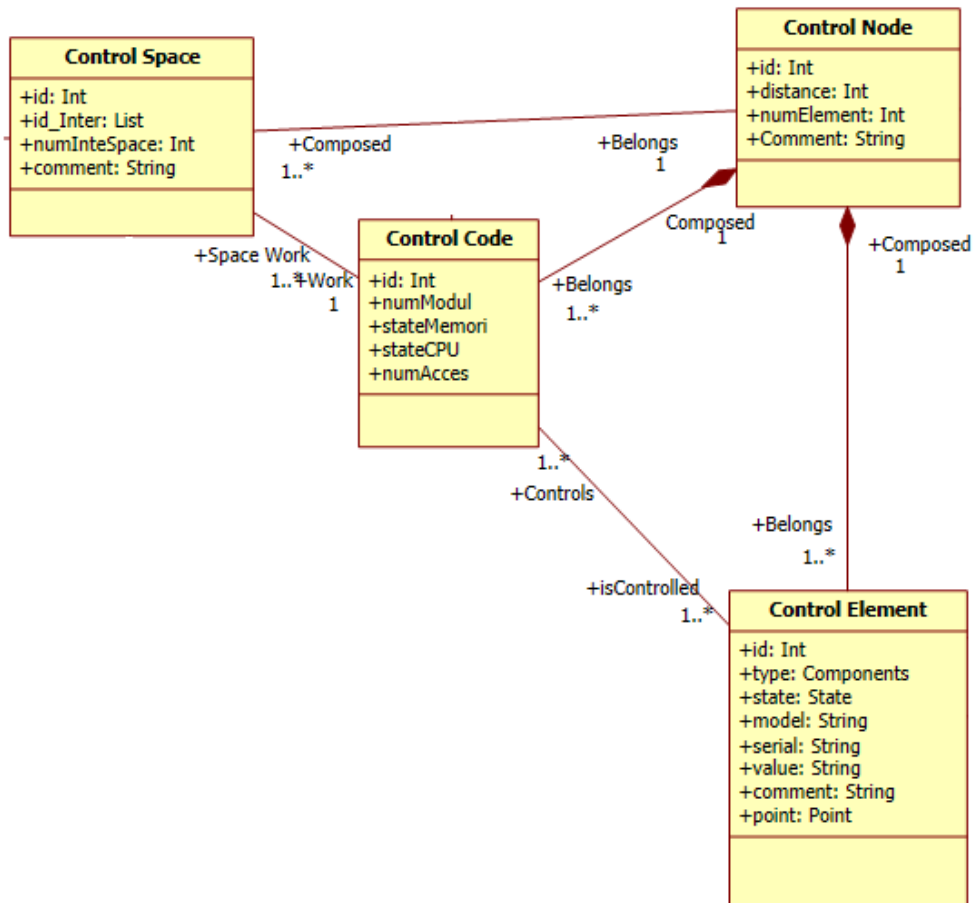 Control Space
+id: Int
+id_Inter: List
+numInteSpace: Int
+comment: String
Control Node
+id: Int
+distance: Int
+numElement: Int
+Comment: String
+Composed
1..*
+Belongs
1
Composed
1
+Composed
1
+Space Work
1..*
+Work
1
Control Code
+id: Int
+numModul
+stateMemori
+stateCPU
+numAcces
+Belongs
1..*
1..*
+Controls
+Belongs
1..*
+isControlled
1..*
Control Element
+id: Int
+type: Components
+state: State
+model: String
+serial: String
+value: String
+comment: String
+point: Point